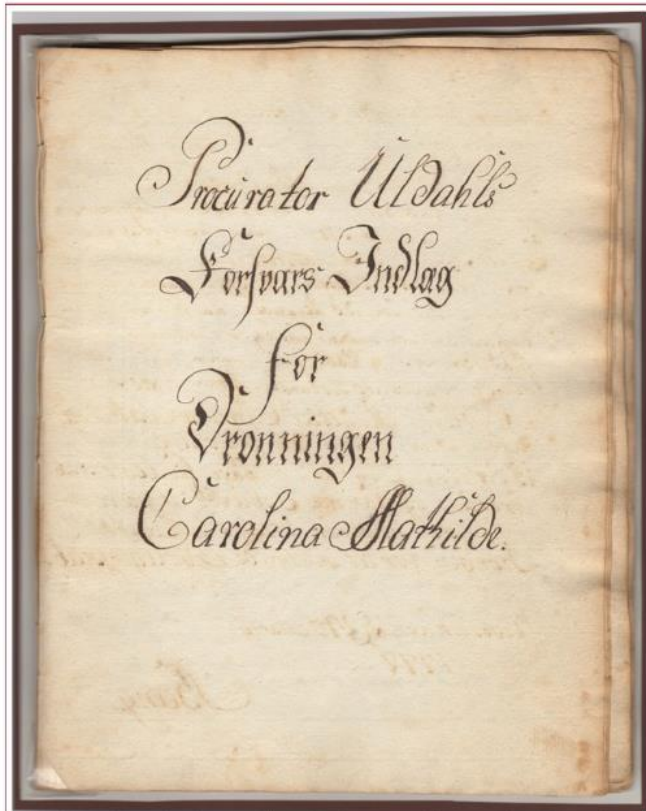 Procurator Uldahls
Forsvars Indlag
for
Dronningen
Carolina Mathilde.